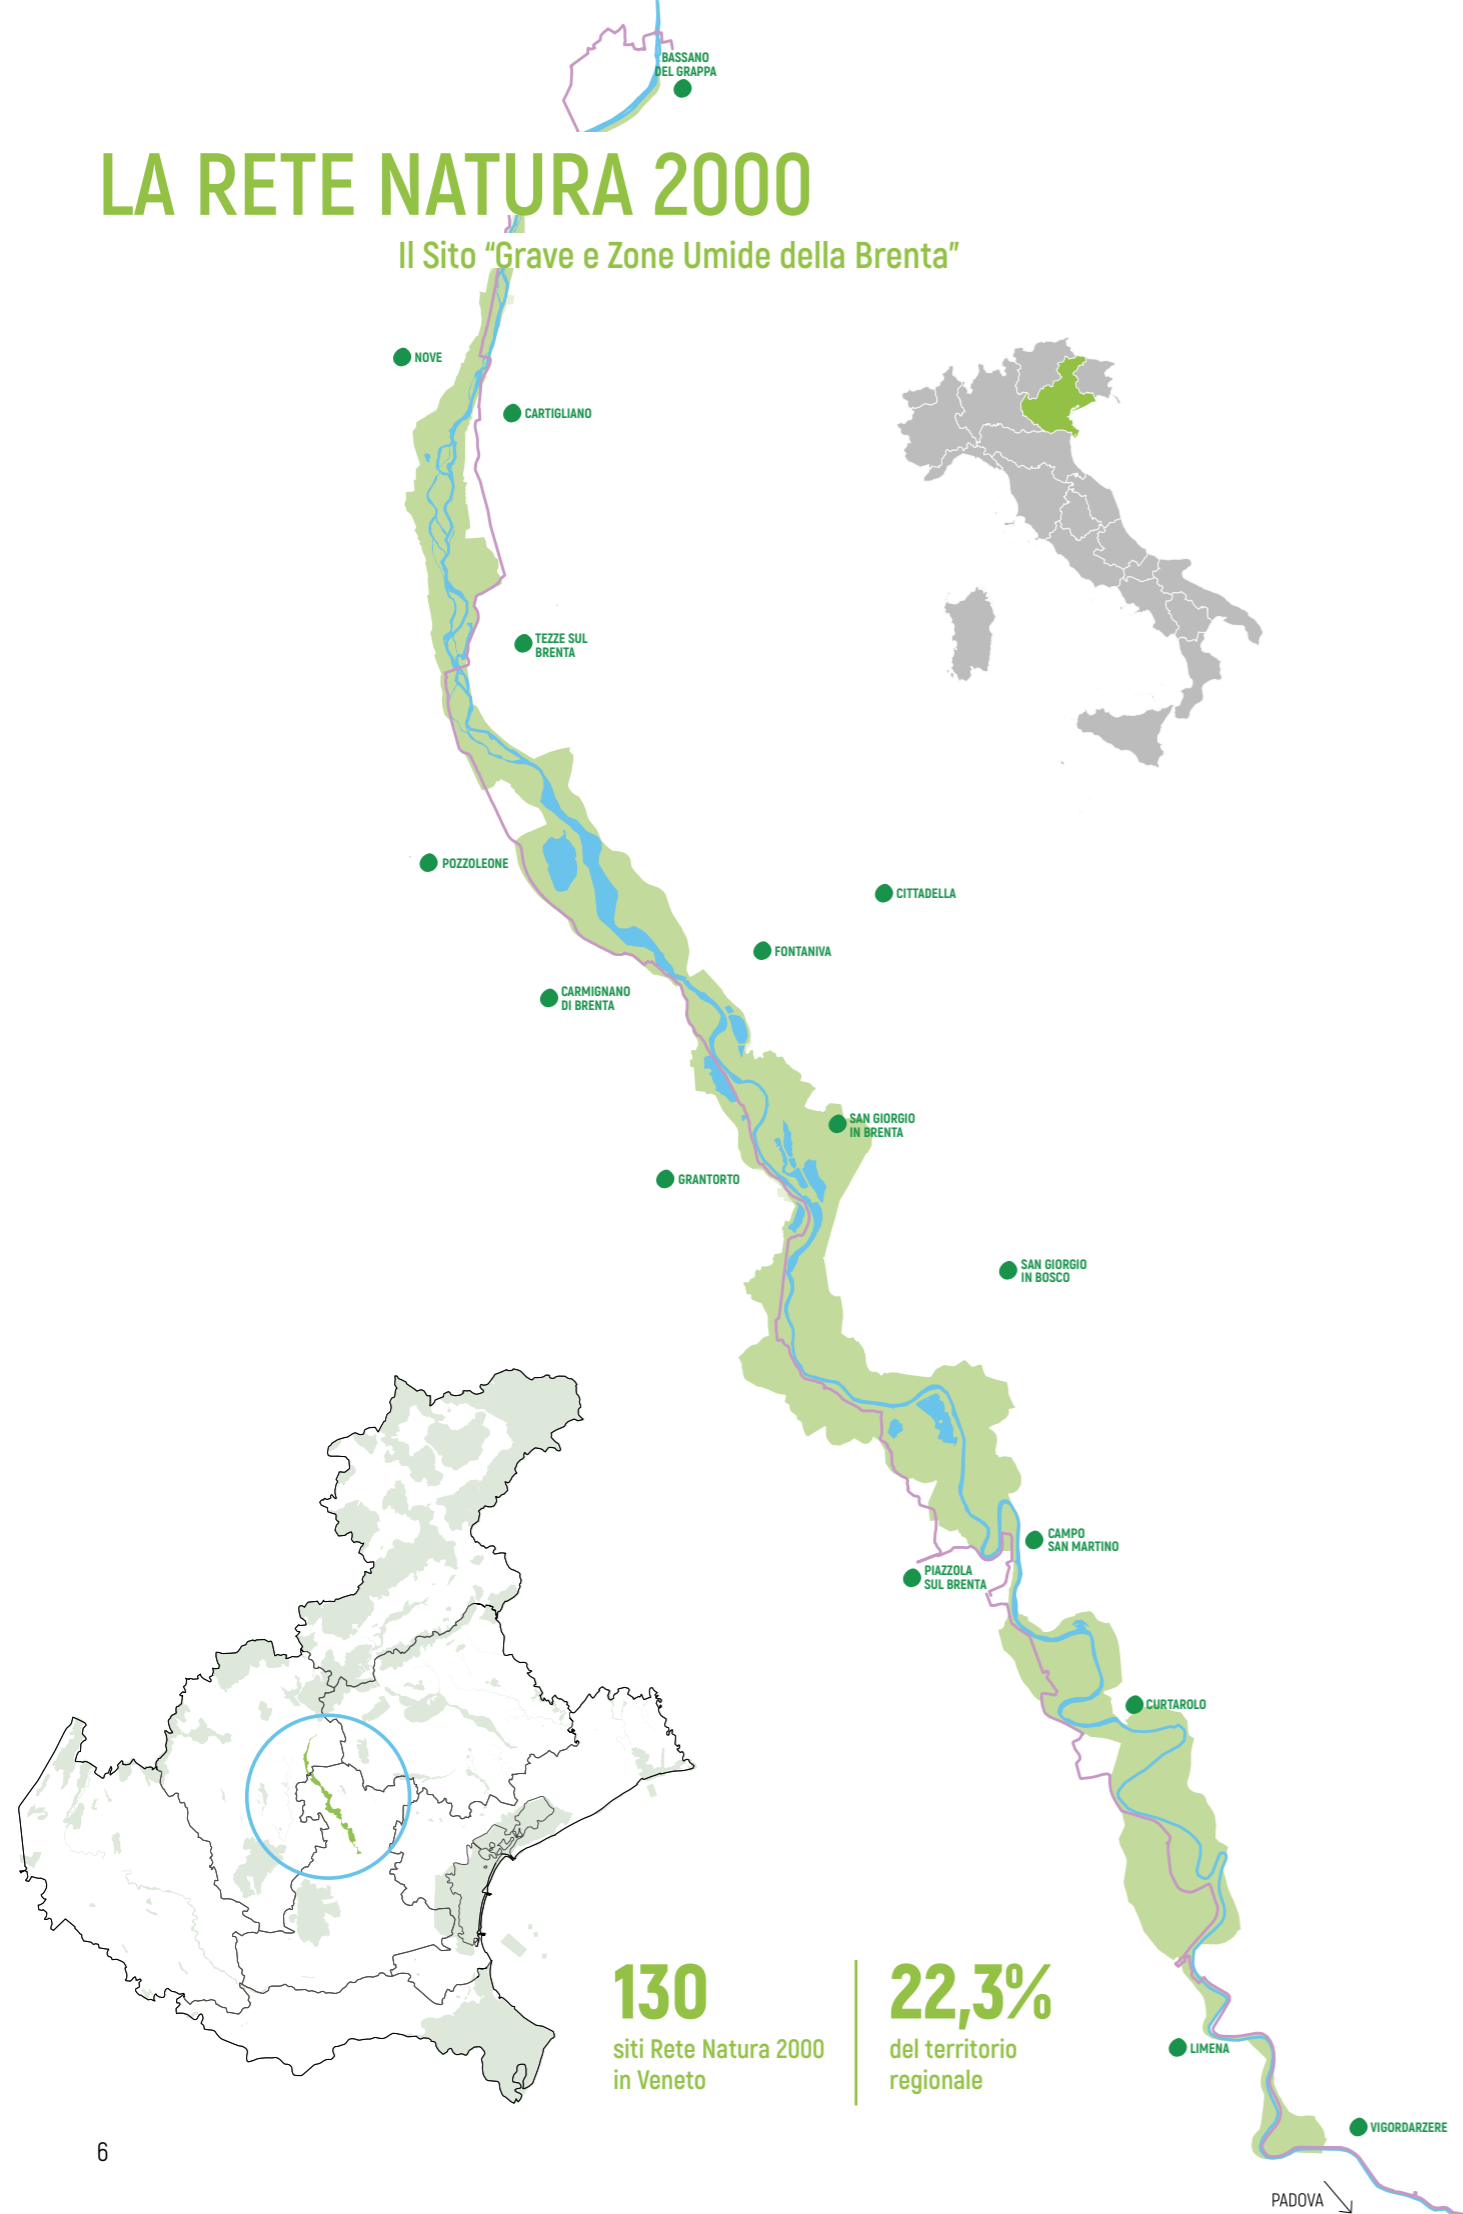 BASSANO
DEL GRAPPA
LA RETE NATURA 2000
Il Sito “Grave e Zone Umide della Brenta”
NOVE
CARTIGLIANO
TEZZE SUL
BRENTA
POZZOLEONE
CITTADELLA
FONTANIVA
CARMIGNANO
DI BRENTA
SAN GIORGIO
IN BRENTA
GRANTORTO
SAN GIORGIO
IN BOSCO
CAMPO
SAN MARTINO
PIAZZOLA
SUL BRENTA
CURTAROLO
130
siti Rete Natura 2000
in Veneto
22,3%
del territorio
regionale
LIMENA
VIGORDARZERE
6
PADOVA